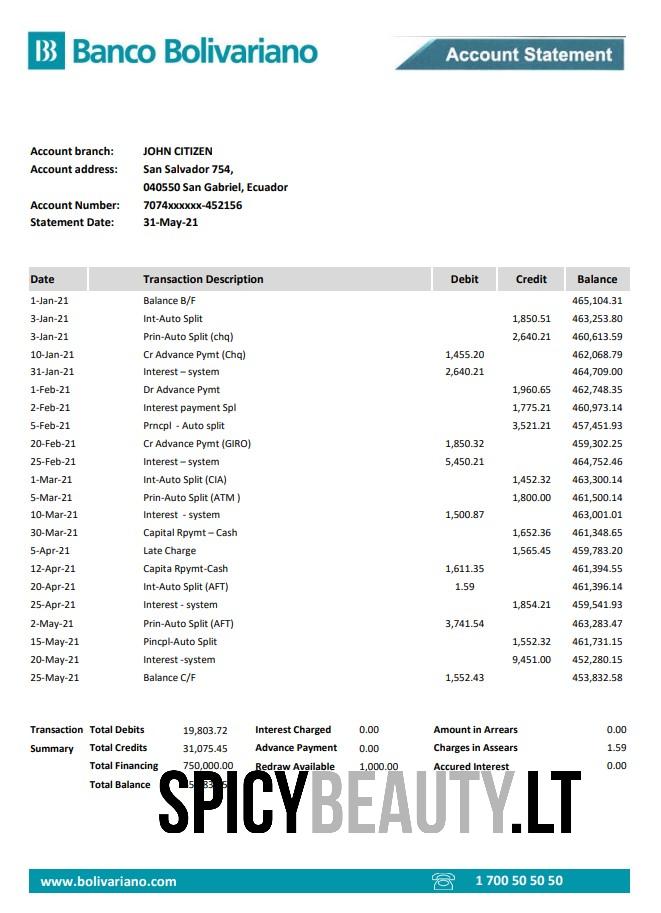 Banco Bolivariano
Account Statement
Account branch: JOHN CITIZEN
Account address: San Salvador 754,
040550 San Gabriel, Ecuador
Account Number: 7074xxxxxx-452156
Statement Date: 31-May-21
Date Transaction Description Debit Credit Balance
1-Jan-21 Balance B/F 465,104.31
3-Jan-21 Int-Auto Split 1,850.51 463,253.80
3-Jan-21 Prin-Auto Split (chq) 2,640.21 460,613.59
10-Jan-21 Cr Advance Pymt (Chq) 1,455.20 462,068.79
31-Jan-21 Interest – system 2,640.21 464,709.00
1-Feb-21 Dr Advance Pymt 1,960.65 462,748.35
2-Feb-21 Interest payment Spl 1,775.21 460,973.14
5-Feb-21 Prncpl - Auto split 3,521.21 457,451.93
20-Feb-21 Cr Advance Pymt (GIRO) 1,850.32 459,302.25
25-Feb-21 Interest – system 5,450.21 464,752.46
1-Mar-21 Int-Auto Split (CIA) 1,452.32 463,300.14
5-Mar-21 Prin-Auto Split (ATM ) 1,800.00 461,500.14
10-Mar-21 Interest - system 1,500.87 463,001.01
30-Mar-21 Capital Rpymt – Cash 1,652.36 461,348.65
5-Apr-21 Late Charge 1,565.45 459,783.20
12-Apr-21 Capita Rpymt-Cash 1,611.35 461,394.55
20-Apr-21 Int-Auto Split (AFT) 1.59 461,396.14
25-Apr-21 Interest - system 1,854.21 459,541.93
2-May-21 Prin-Auto Split (AFT) 3,741.54 463,283.47
15-May-21 Pincpl-Auto Split 1,552.32 461,731.15
20-May-21 Interest -system 9,451.00 452,280.15
25-May-21 Balance C/F 1,552.43 453,832.58
Transaction Total Debits 19,803.72 Interest Charged 0.00 Amount in Arrears 0.00
Summary Total Credits 31,075.45 Advance Payment 0.00 Charges in Assears 1.59
Total Financing 750,000.00 Redraw Available 1,000.00 Accured Interest 0.00
Total Balance
SPICYBEAUTY.LT
www.bolivariano.com 1 700 50 50 50